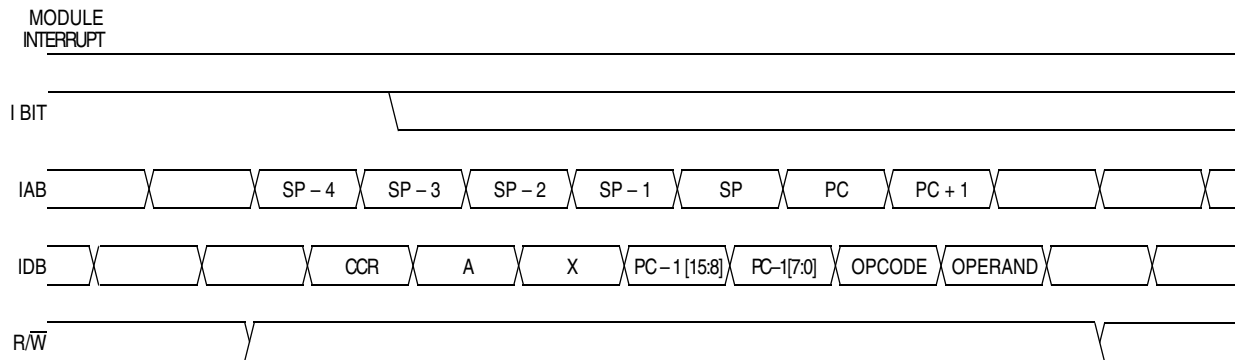 MODULE
INTERRUPT
I BIT
IAB SP – 4 SP – 3 SP – 2 SP – 1 SP PC PC + 1
IDB CCR A X PC – 1 [15:8] PC–1[7:0] OPCODE OPERAND
R/W̅